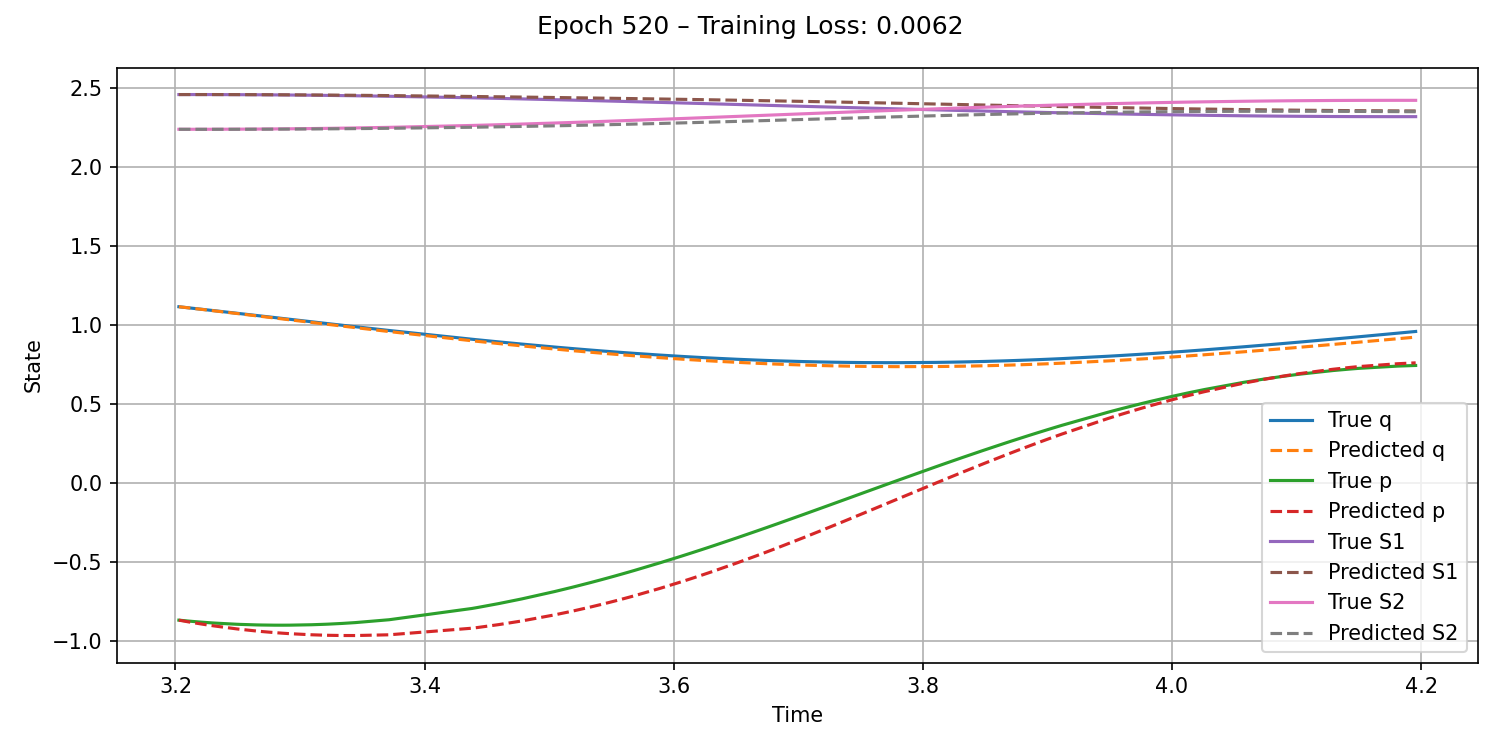 Epoch 520 – Training Loss: 0.0062
2.5
2.0
1.5
1.0
0.5
0.0
−0.5
−1.0
State
3.2
3.4
3.6
3.8
4.0
4.2
Time
True q
Predicted q
True p
Predicted p
True S1
Predicted S1
True S2
Predicted S2